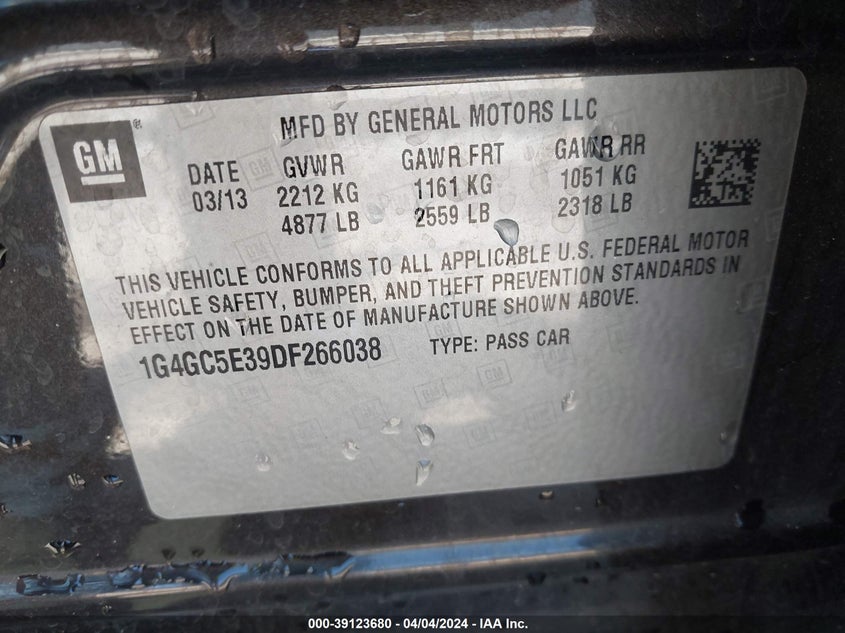 GM
MFD BY GENERAL MOTORS LLC
DATE GVWR GAWR FRT GAWR RR
03/13 2212 KG 1161 KG 1051 KG
4877 LB 2559 LB 2318 LB
THIS VEHICLE CONFORMS TO ALL APPLICABLE U.S. FEDERAL MOTOR
VEHICLE SAFETY, BUMPER, AND THEFT PREVENTION STANDARDS IN
EFFECT ON THE DATE OF MANUFACTURE SHOWN ABOVE.
1G4GC5E39DF266038 TYPE: PASS CAR
000-39123680 - 04/04/2024 - IAA Inc.